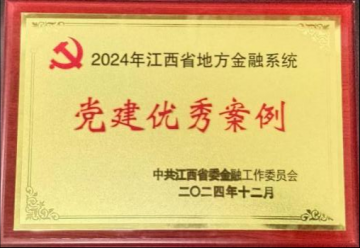 2024年江西省地方金融系统
党建优秀案例
中共江西省委金融工作委员会
二〇二四年十二月